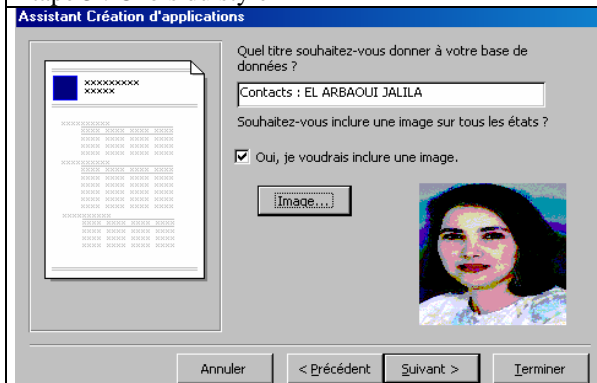 Assistant Création d'applications
Quel titre souhaitez-vous donner à votre base de
données ?
Contacts : EL ARBAOUI JALILA
Souhaitez-vous inclure une image sur tous les états ?
Oui, je voudrais inclure une image.
Image...
Annuler
< Précédent
Suivant >
Terminer